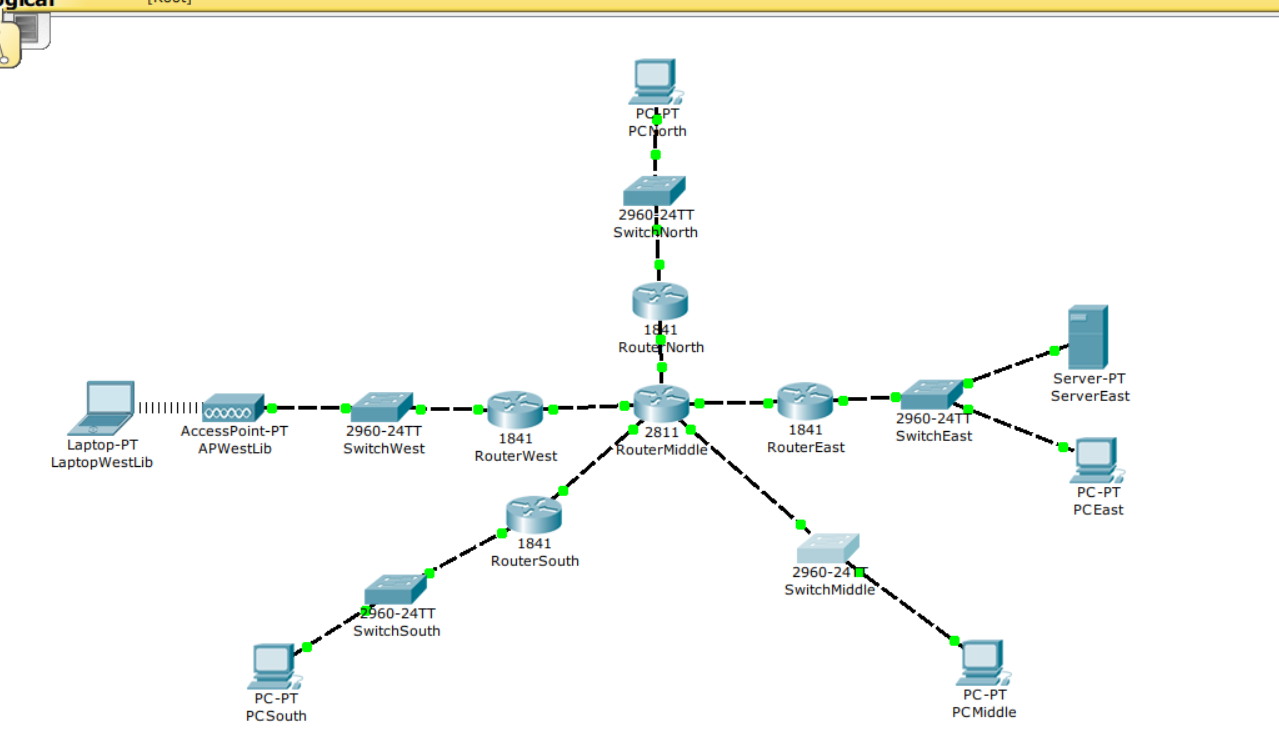 [Root]
PC-PT
PCNorth
2960-24TT
SwitchNorth
1841
RouterNorth
Server-PT
ServerEast
Laptop-PT
LaptopWestLib
AccessPoint-PT
APWestLib
2960-24TT
SwitchWest
1841
RouterWest
2811
RouterMiddle
1841
RouterEast
2960-24TT
SwitchEast
PC-PT
PCEast
1841
RouterSouth
2960-24TT
SwitchMiddle
2960-24TT
SwitchSouth
PC-PT
PCSouth
PC-PT
PCMiddle